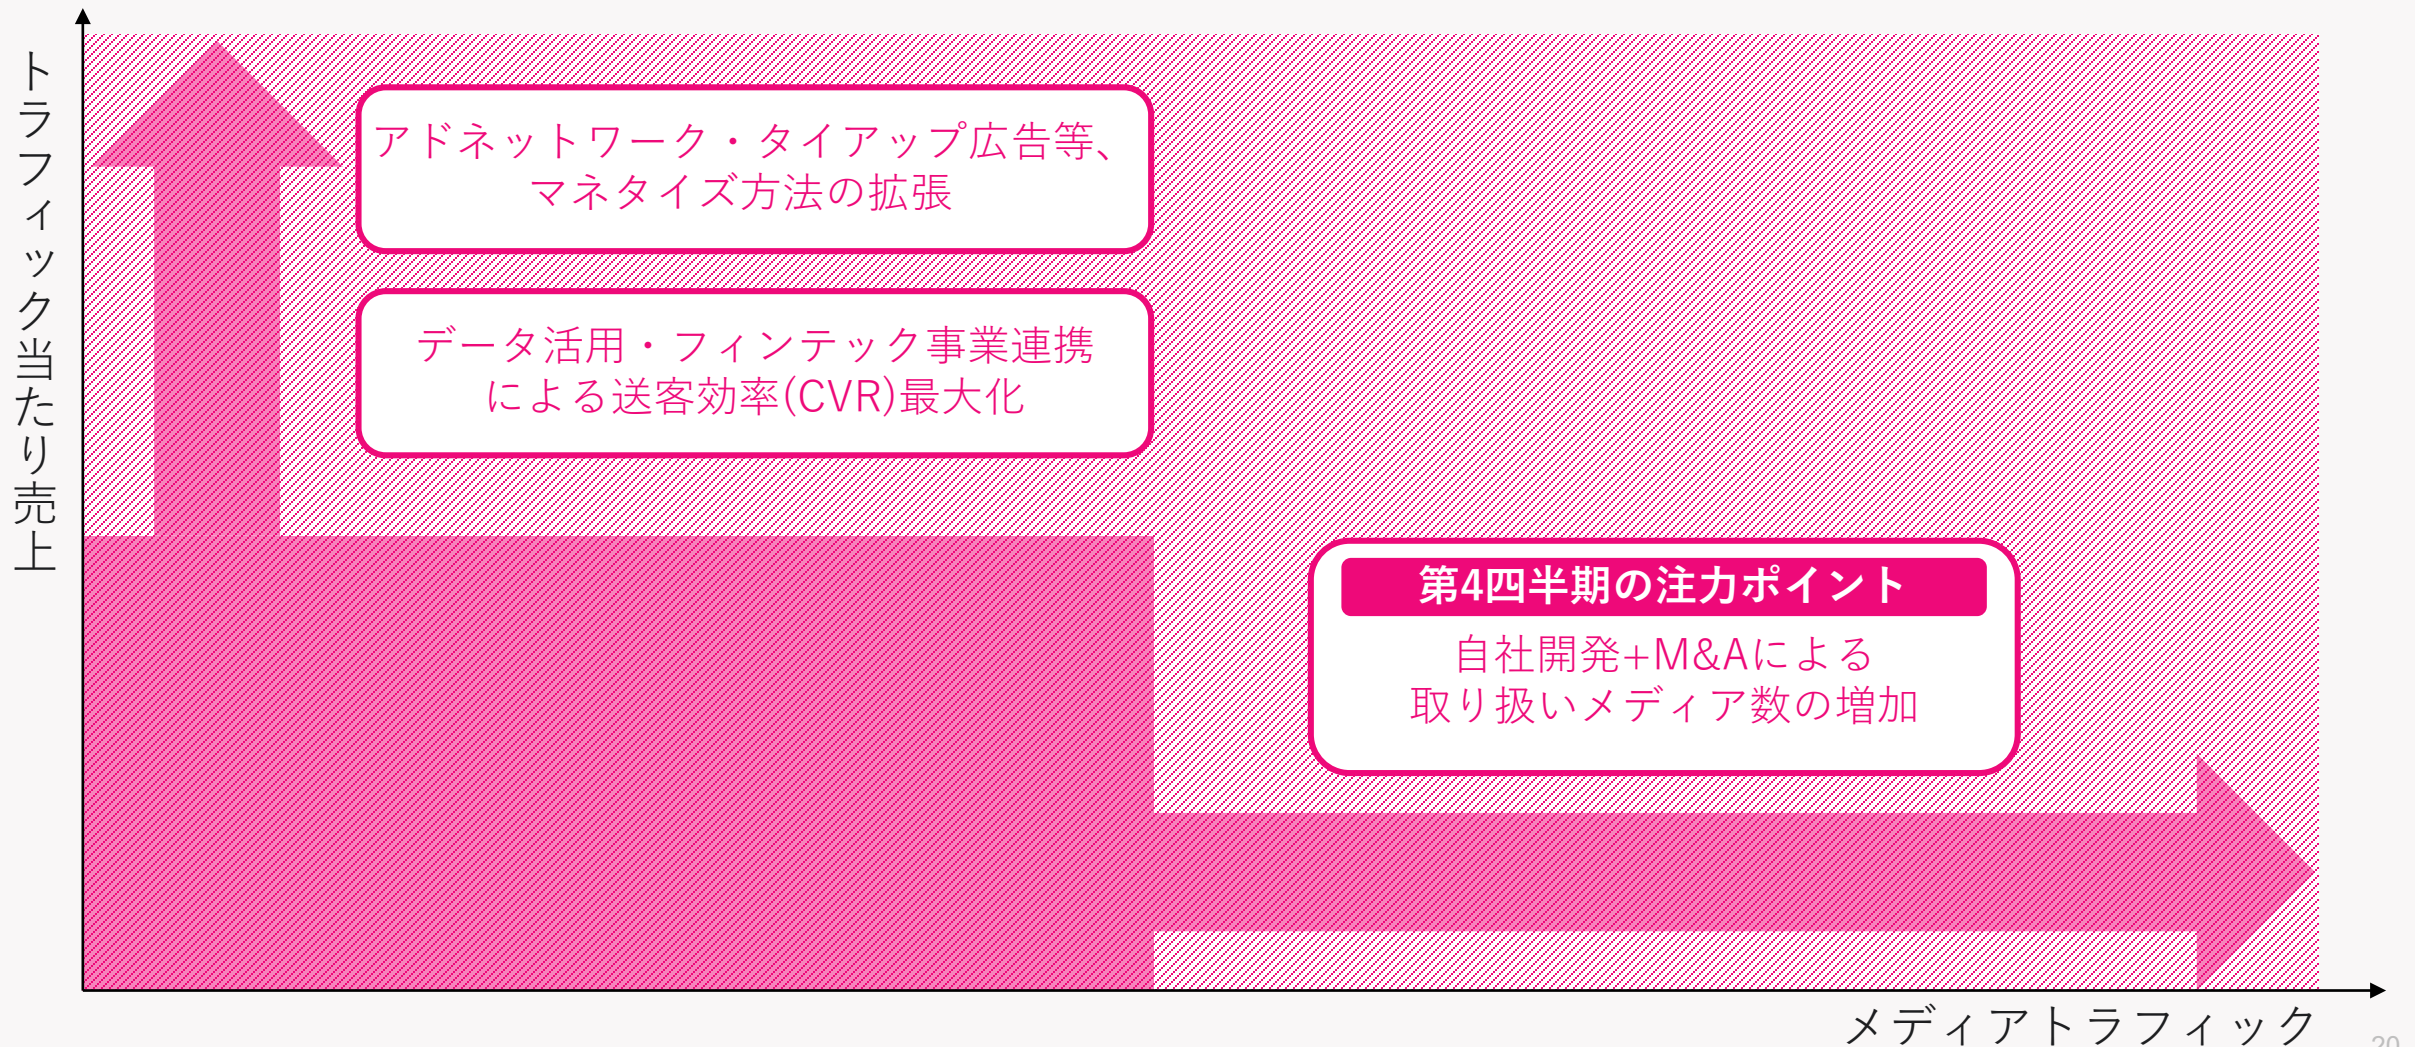 トラフィック当たり売上
アドネットワーク・タイアップ広告等、
マネタイズ方法の拡張
データ活用・フィンテック事業連携
による送客効率(CVR)最大化
第4四半期の注力ポイント
自社開発+M&Aによる
取り扱いメディア数の増加
メディアトラフィック
20